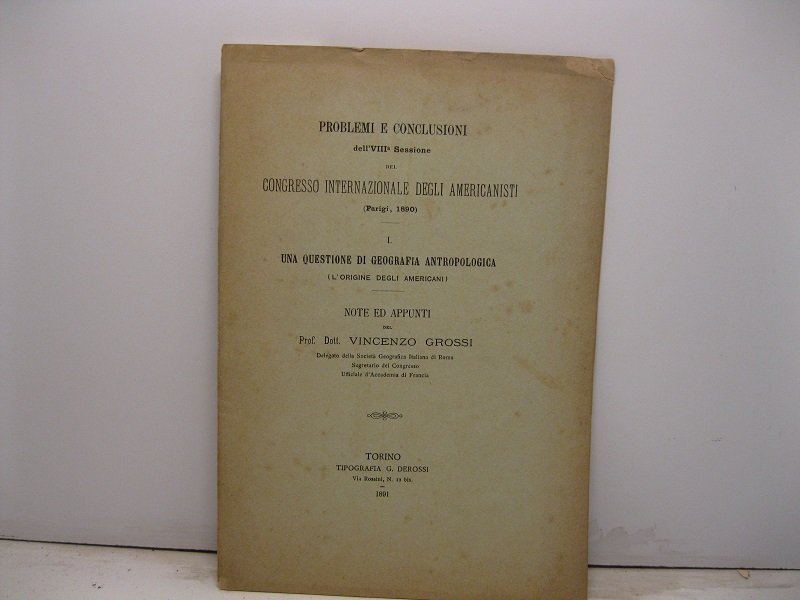 PROBLEMI E CONCLUSIONI
dell'VIIIª Sessione
DEL
CONGRESSO INTERNAZIONALE DEGLI AMERICANISTI
(Parigi, 1890)
I.
UNA QUESTIONE DI GEOGRAFIA ANTROPOLOGICA
(L'ORIGINE DEGLI AMERICANI)
NOTE ED APPUNTI
DEL
Prof. Dott. VINCENZO GROSSI
Delegato della Società Geografica Italiana di Roma
Segretario del Congresso
Ufficiale d'Accademia di Francia
TORINO
TIPOGRAFIA G. DEROSSI
Via Rossini, N. 12 bis.
1891